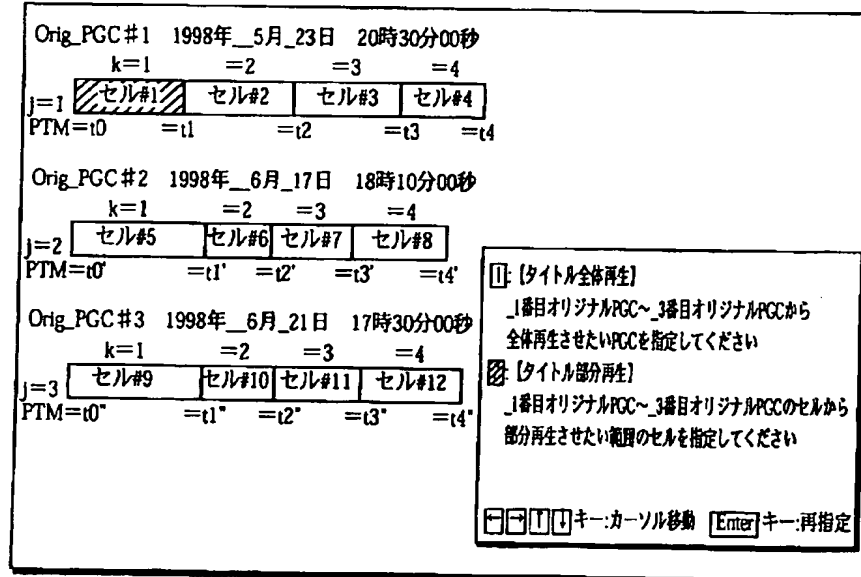 Orig_PGC#1 1998年__5月_23日 20時30分00秒
k=1 =2 =3 =4
j=1 セル#1 セル#2 セル#3 セル#4
PTM=t0 =t1 =t2 =t3 =t4
Orig_PGC#2 1998年__6月_17日 18時10分00秒
k=1 =2 =3 =4
j=2 セル#5 セル#6 セル#7 セル#8
PTM=t0' =t1' =t2' =t3' =t4'
Orig_PGC#3 1998年__6月_21日 17時30分00秒
k=1 =2 =3 =4
j=3 セル#9 セル#10 セル#11 セル#12
PTM=t0" =t1" =t2" =t3" =t4"
:【タイトル全体再生】
_1番目オリジナルPGC～_3番目オリジナルPGCから
全体再生させたいPGCを指定してください
:【タイトル部分再生】
_1番目オリジナルPGC～_3番目オリジナルPGCのセルから
部分再生させたい範囲のセルを指定してください
←→↑↓キー:カーソル移動 Enterキー:再指定